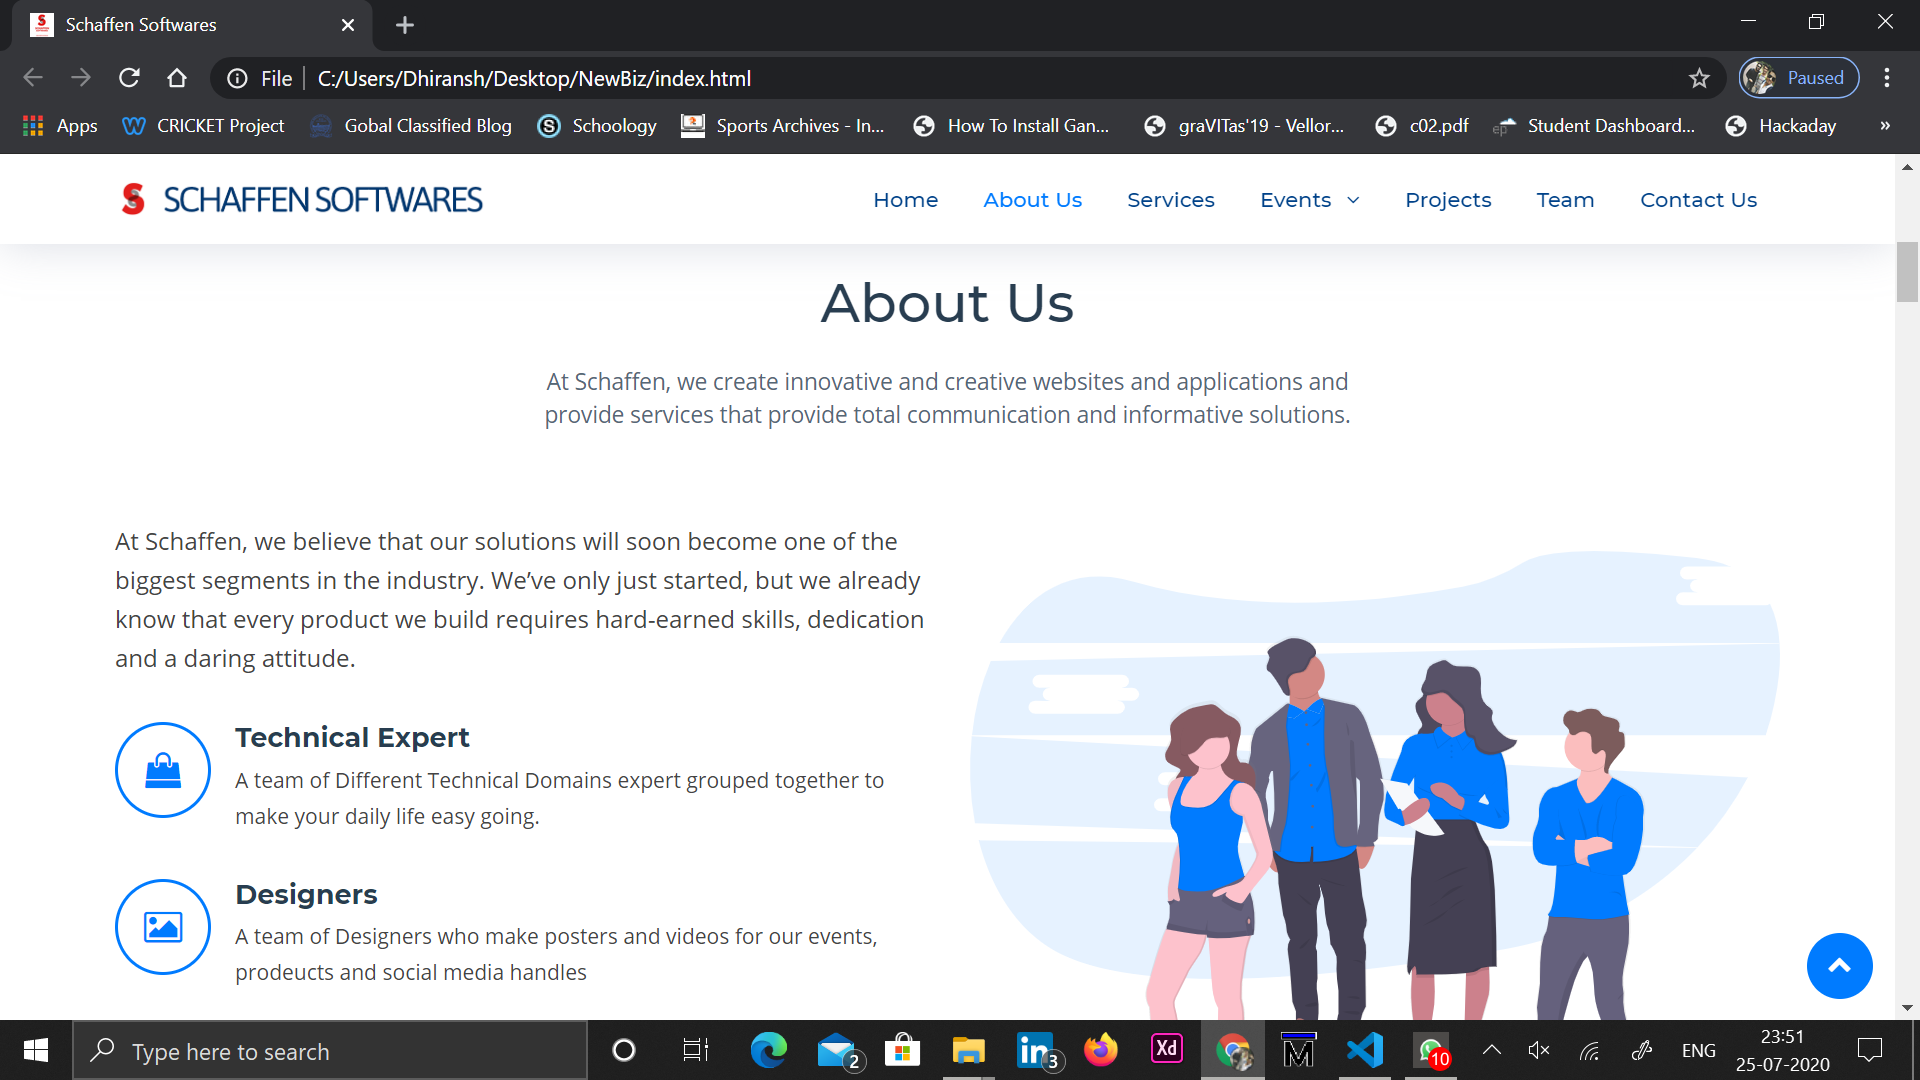 Schaffen Softwares
File C:/Users/Dhiransh/Desktop/NewBiz/index.html
Paused
Apps CRICKET Project Gobal Classified Blog Schoology Sports Archives - In... How To Install Gan... graVITas'19 - Vellor... c02.pdf Student Dashboard... Hackaday »
SCHAFFEN SOFTWARES
Home About Us Services Events Projects Team Contact Us
About Us
At Schaffen, we create innovative and creative websites and applications and
provide services that provide total communication and informative solutions.
At Schaffen, we believe that our solutions will soon become one of the
biggest segments in the industry. We’ve only just started, but we already
know that every product we build requires hard-earned skills, dedication
and a daring attitude.
Technical Expert
A team of Different Technical Domains expert grouped together to
make your daily life easy going.
Designers
A team of Designers who make posters and videos for our events,
prodeucts and social media handles
Type here to search
2
in 3
Xd
M
10
ENG
23:51
25-07-2020